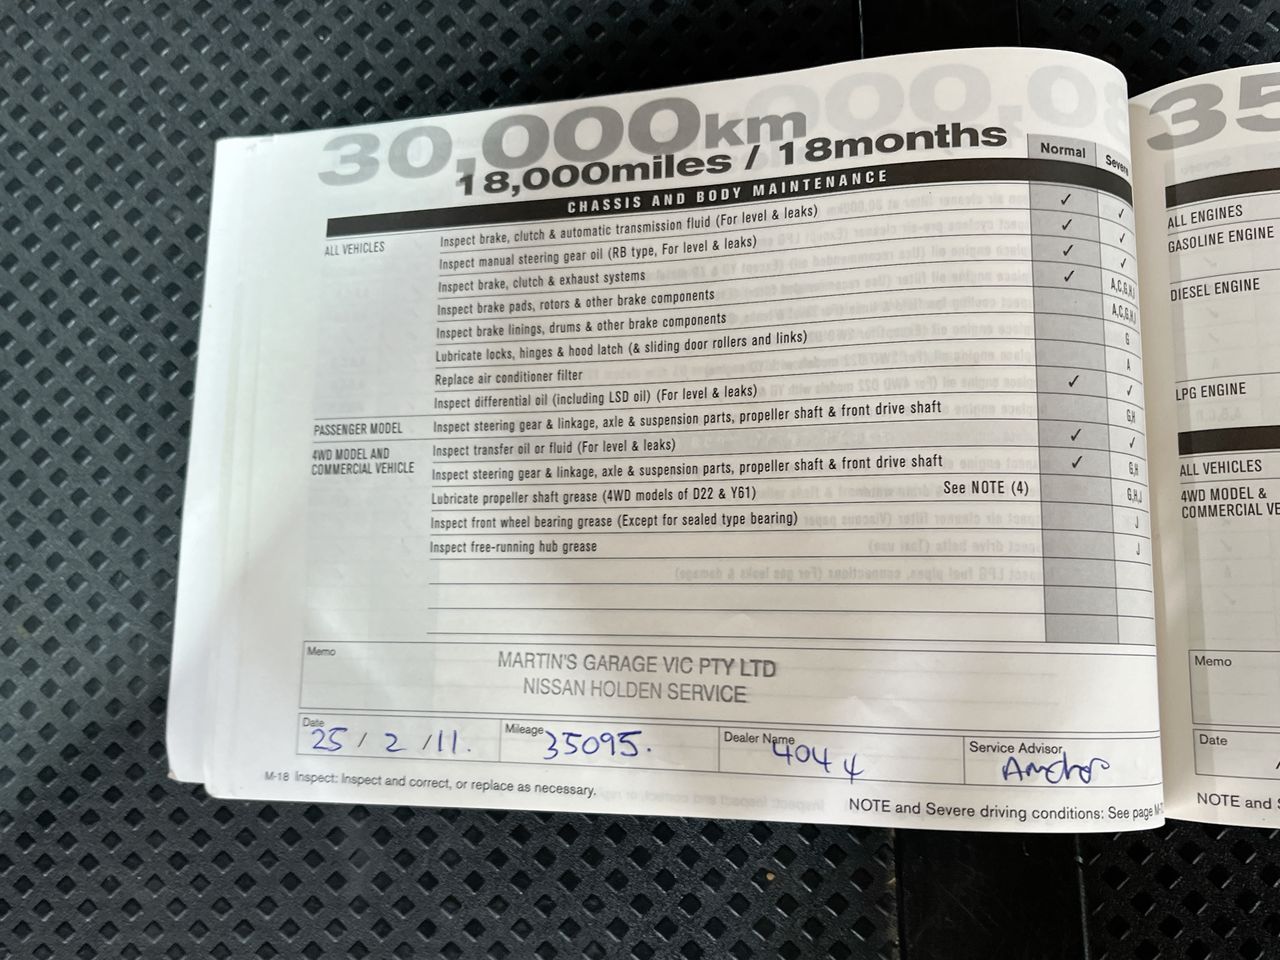 30,000km
18,000miles / 18months
Normal
Severe
CHASSIS AND BODY MAINTENANCE
ALL VEHICLES
Inspect brake, clutch & automatic transmission fluid (For level & leaks) ✓ ✓
Inspect manual steering gear oil (RB type, For level & leaks) ✓ ✓
Inspect brake, clutch & exhaust systems ✓ ✓
Inspect brake pads, rotors & other brake components ✓ A,C,G,H,J
Inspect brake linings, drums & other brake components A,C,G,H,J
Lubricate locks, hinges & hood latch (& sliding door rollers and links) G
Replace air conditioner filter A
Inspect differential oil (including LSD oil) (For level & leaks) ✓ ✓
PASSENGER MODEL
Inspect steering gear & linkage, axle & suspension parts, propeller shaft & front drive shaft G,H
4WD MODEL AND
COMMERCIAL VEHICLE
Inspect transfer oil or fluid (For level & leaks) ✓ ✓
Inspect steering gear & linkage, axle & suspension parts, propeller shaft & front drive shaft ✓ G,H
Lubricate propeller shaft grease (4WD models of D22 & Y61) See NOTE (4) G,H,J
Inspect front wheel bearing grease (Except for sealed type bearing) J
Inspect free-running hub grease J
Memo
MARTIN'S GARAGE VIC PTY LTD
NISSAN HOLDEN SERVICE
Date
25 / 2 / 11.
Mileage
35095.
Dealer Name
4044
Service Advisor
M-18 Inspect: Inspect and correct, or replace as necessary.
NOTE and Severe driving conditions: See page M-
35
ALL ENGINES
GASOLINE ENGINE
DIESEL ENGINE
LPG ENGINE
ALL VEHICLES
4WD MODEL &
COMMERCIAL VE
Memo
Date
NOTE and S